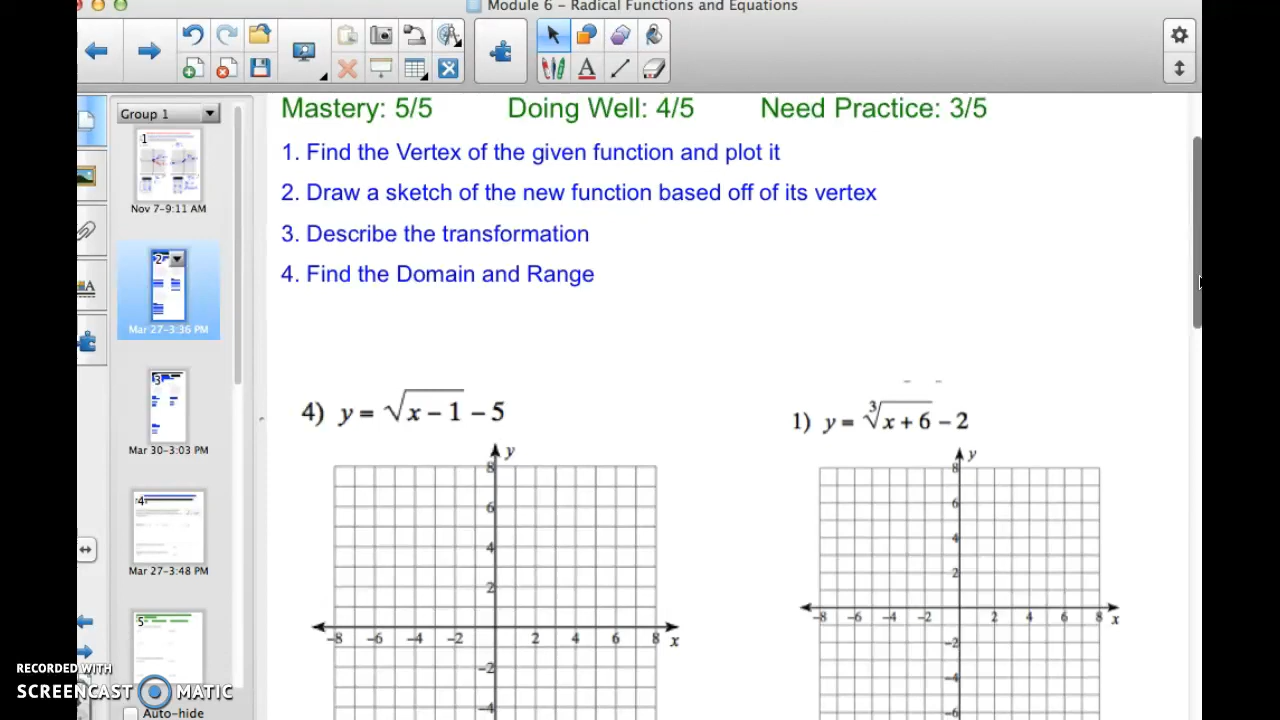 Module 6 – Radical Functions and Equations
Group 1
1
Nov 7–9:11 AM
2
Mar 27–3:36 PM
3
Mar 30–3:03 PM
4
Mar 27–3:48 PM
5
Auto-hide
Mastery: 5/5 Doing Well: 4/5 Need Practice: 3/5
1. Find the Vertex of the given function and plot it
2. Draw a sketch of the new function based off of its vertex
3. Describe the transformation
4. Find the Domain and Range
4) y = √(x – 1) – 5
y
8
6
4
2
-8 -6 -4 -2 2 4 6 8 x
-2
-4
1) y = ∛(x + 6) – 2
y
8
6
4
2
-8 -6 -4 -2 2 4 6 8 x
-2
-4
-6
RECORDED WITH
SCREENCAST MATIC